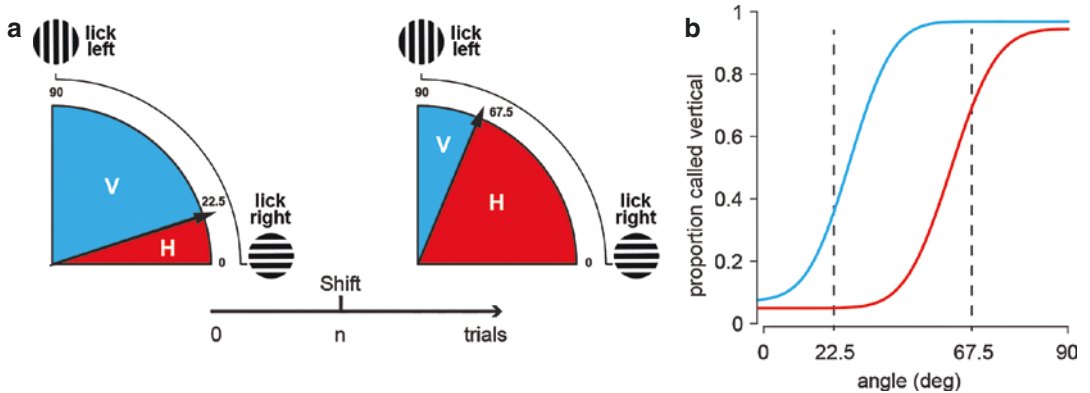 a
lick
left
90
V
22.5
H
lick
right
0
lick
left
90
67.5
V
H
lick
right
0
Shift
0 n trials
b
proportion called vertical
1
0.8
0.6
0.4
0.2
0
0 22.5 67.5 90
angle (deg)